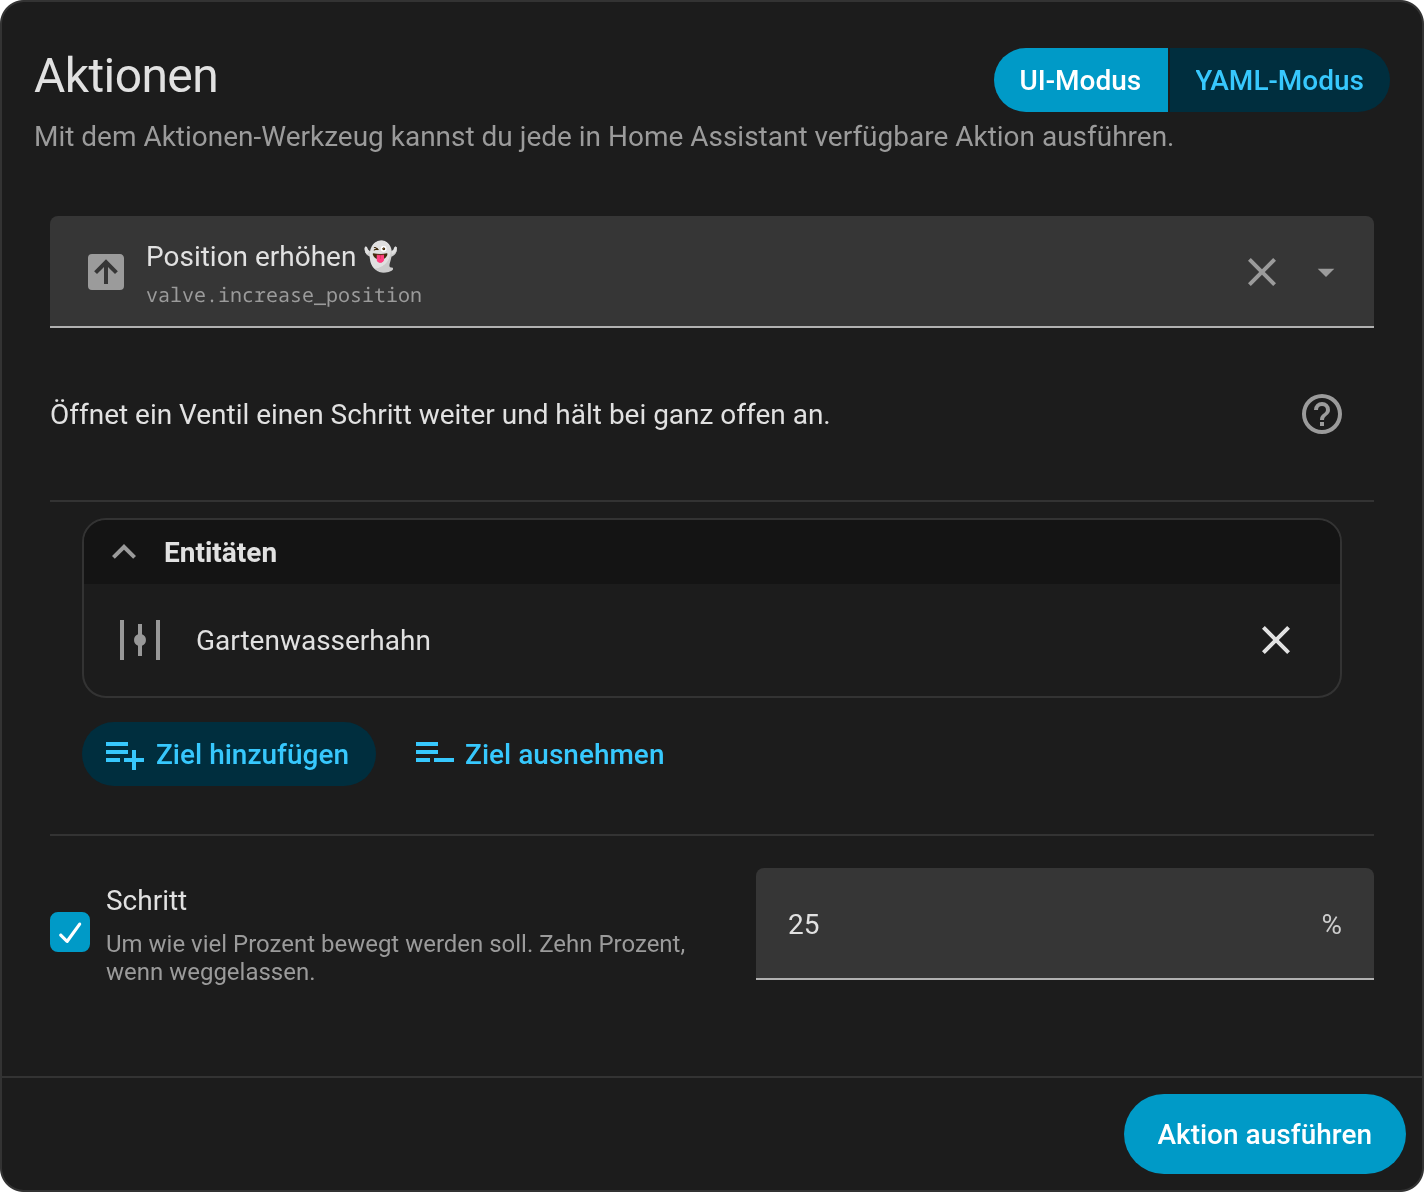 Aktionen
UI-Modus
YAML-Modus
Mit dem Aktionen-Werkzeug kannst du jede in Home Assistant verfügbare Aktion ausführen.
Position erhöhen 👻
valve.increase_position
Öffnet ein Ventil einen Schritt weiter und hält bei ganz offen an.
Entitäten
Gartenwasserhahn
Ziel hinzufügen
Ziel ausnehmen
Schritt
Um wie viel Prozent bewegt werden soll. Zehn Prozent,
wenn weggelassen.
25 %
Aktion ausführen